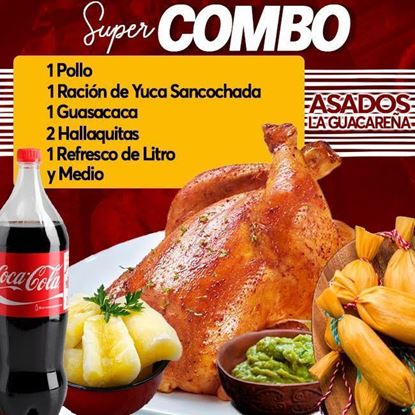 Super COMBO
1 Pollo
1 Ración de Yuca Sancochada
1 Guasacaca
2 Hallaquitas
1 Refresco de Litro
y Medio
ASADOS
LA GUACAREÑA
Coca-Cola